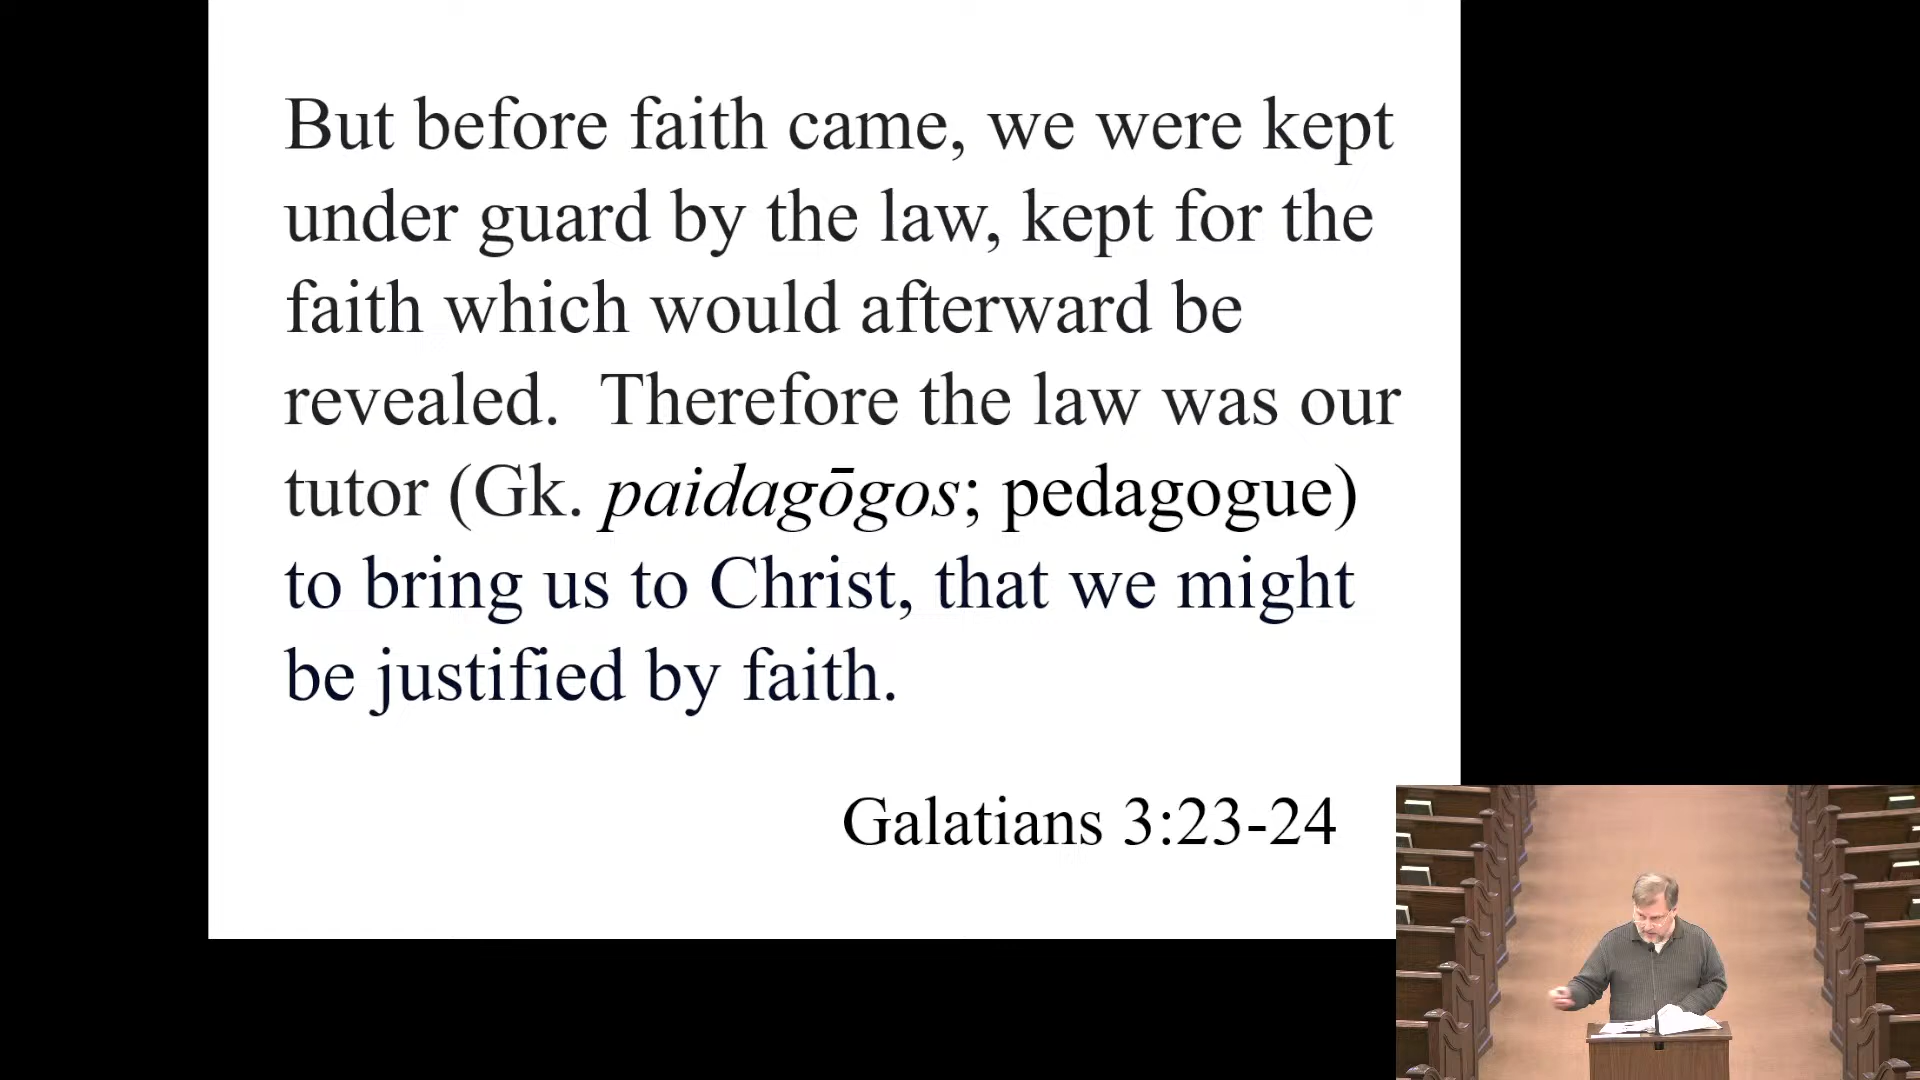 But before faith came, we were kept
under guard by the law, kept for the
faith which would afterward be
revealed.  Therefore the law was our
tutor (Gk. paidagōgos; pedagogue)
to bring us to Christ, that we might
be justified by faith.
Galatians 3:23-24